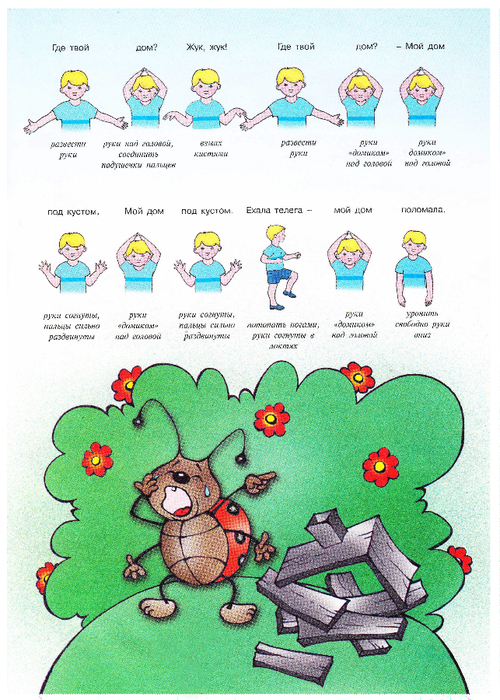 Где твой дом? Жук, жук! Где твой дом? – Мой дом
развести руки под головой, взмах развести руки руки
руки соединить кистями руки «домиком» домиком»
подушечки пальцев над головой над головой
под кустом, Мой дом под кустом. Ехала телега – мой дом поломала.
руки согнуты, руки руки согнуты, потопать ногами, руки уронить
пальцы сильно «домиком» пальцы сильно руки согнуты в «домиком» свободно руки
раздвинуты над головой раздвинуты локтях над головой вниз